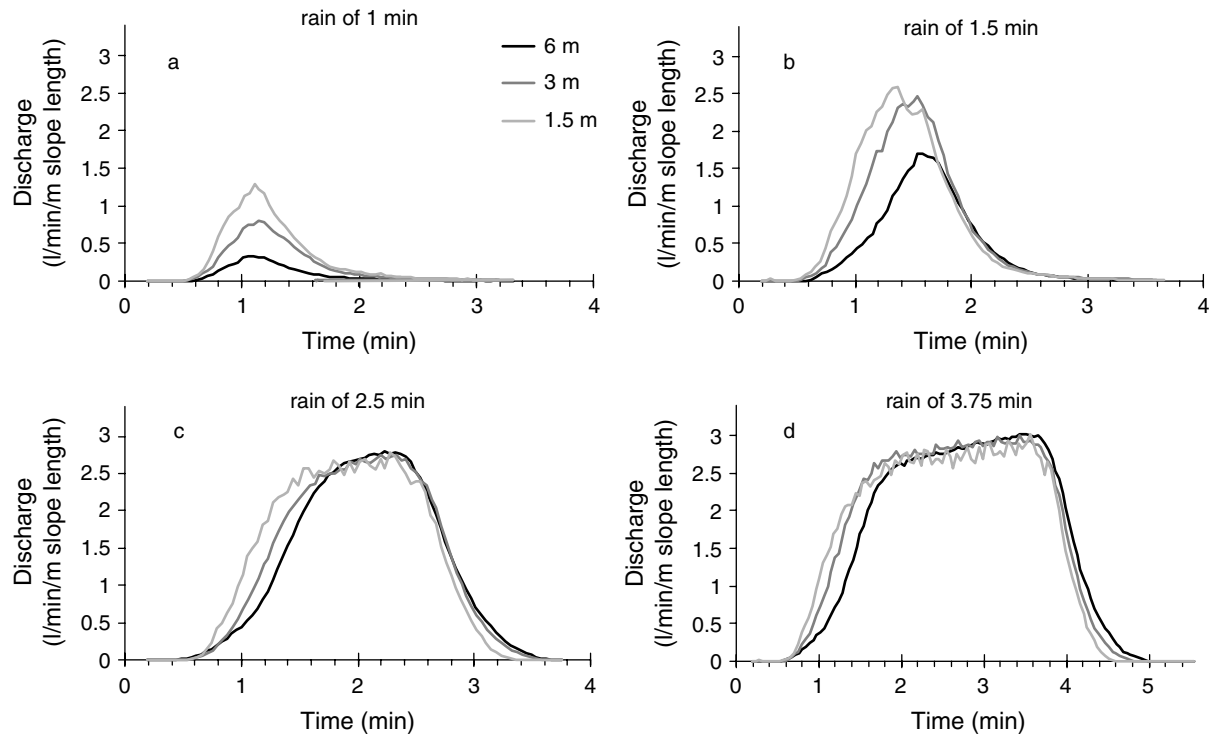 rain of 1 min
a
6 m
3 m
1.5 m
3
2.5
2
1.5
1
0.5
0
Discharge
(l/min/m slope length)
0 1 2 3 4
Time (min)
rain of 1.5 min
b
3
2.5
2
1.5
1
0.5
0
Discharge
(l/min/m slope length)
0 1 2 3 4
Time (min)
rain of 2.5 min
c
3
2.5
2
1.5
1
0.5
0
Discharge
(l/min/m slope length)
0 1 2 3 4
Time (min)
rain of 3.75 min
d
3
2.5
2
1.5
1
0.5
0
Discharge
(l/min/m slope length)
0 1 2 3 4 5
Time (min)